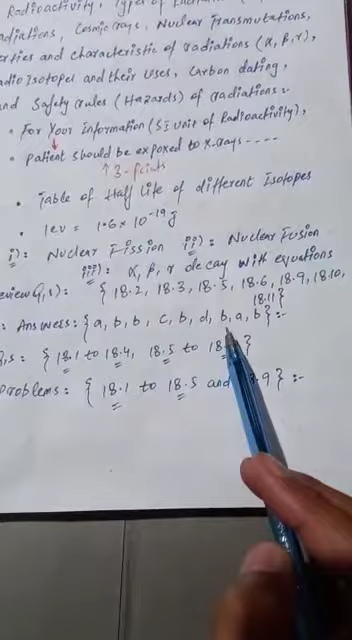 Radioactivity, Types of
adiations, Cosmic rays, Nuclear Transmutations,
erties and characteristic of radiations (α, β, γ),
adio Isotopes and their uses, Carbon dating,
and Safety rules (Hazards) of radiations:-
• For Your Information (SI unit of Radioactivity),
• Patient should be exposed to x-rays ----
↑ 3-Points
• Table of Half life of different Isotopes
• 1ev = 1.6 x 10⁻¹⁹ J
i): Nuclear Fission ii): Nuclear Fusion
iii): α, β, γ decay with equations
eview Q,s): { 18.2, 18.3, 18.5, 18.6, 18.9, 18.10,
18.11}
: Answers: { a, b, b, c, b, d, b, a, b } :-
Q,s: { 18.1 to 18.4, 18.5 to 18. }
Problems: { 18.1 to 18.5 and 8.9 } :-